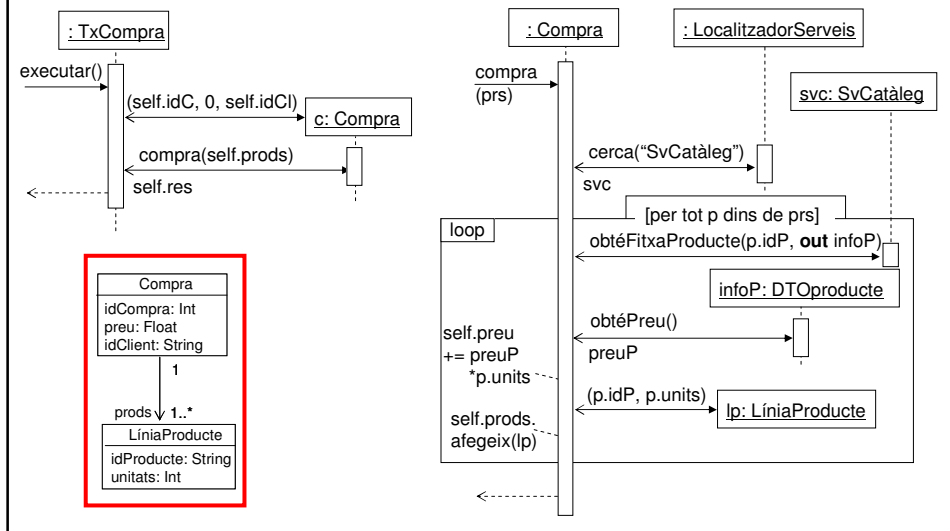 : TxCompra
executar()
(self.idC, 0, self.idCl)
c: Compra
compra(self.prods)
self.res
Compra
idCompra: Int
preu: Float
idClient: String
1
prods
1..*
LíniaProducte
idProducte: String
unitats: Int
: Compra
: LocalitzadorServeis
compra
(prs)
svc: SvCatàleg
cerca(“SvCatàleg”)
svc
[per tot p dins de prs]
loop
obtéFitxaProducte(p.idP, out infoP)
infoP: DTOproducte
obtéPreu()
preuP
self.preu
+= preuP
*p.units
(p.idP, p.units)
lp: LíniaProducte
self.prods.
afegeix(lp)